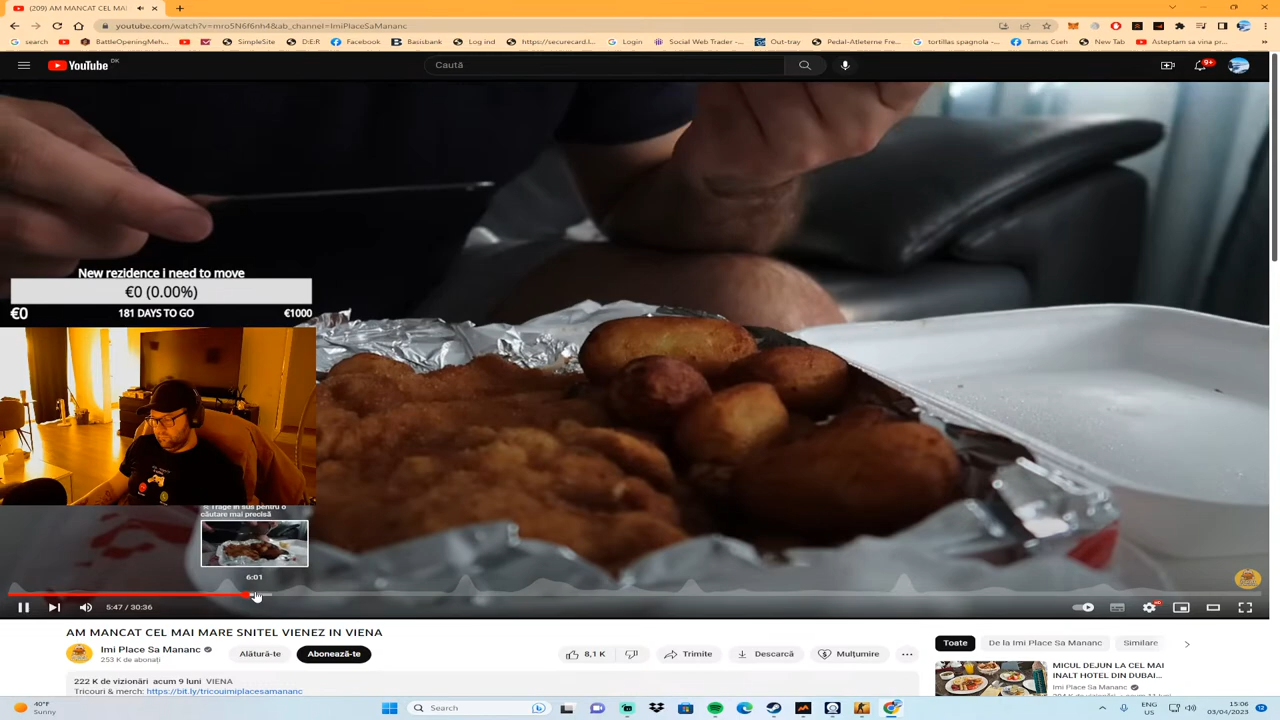 (209) AM MANCAT CEL MAI
youtube.com/watch?v=mro5N6f6nh4&ab_channel=ImiPlaceSaMananc
search
BattleOpeningMeh...
SimpleSite
D:E:R
Facebook
Basisbank
Log ind
https://securecard.l...
Login
Social Web Trader -...
Out-tray
Pedal-Atleterne Fre...
tortillas spagnola -...
Tamas Cseh
New Tab
Asteptam sa vina pr...
YouTube DK
Caută
9+
New rezidence i need to move
€0 (0.00%)
€0 181 DAYS TO GO €1000
Trage în sus pentru o
căutare mai precisă
6:01
5:47 / 30:36
HD
AM MANCAT CEL MAI MARE SNITEL VIENEZ IN VIENA
Imi Place Sa Mananc
253 K de abonați
Alătură-te
Abonează-te
8,1 K
Trimite
Descarcă
Mulțumire
222 K de vizionări acum 9 luni VIENA
Tricouri & merch: https://bit.ly/tricouimiplacesamananc
Toate
De la Imi Place Sa Mananc
Similare
MICUL DEJUN LA CEL MAI
INALT HOTEL DIN DUBAI...
Imi Place Sa Mananc
40°F
Sunny
Search
ENG
US
15:06
03/04/2023
12